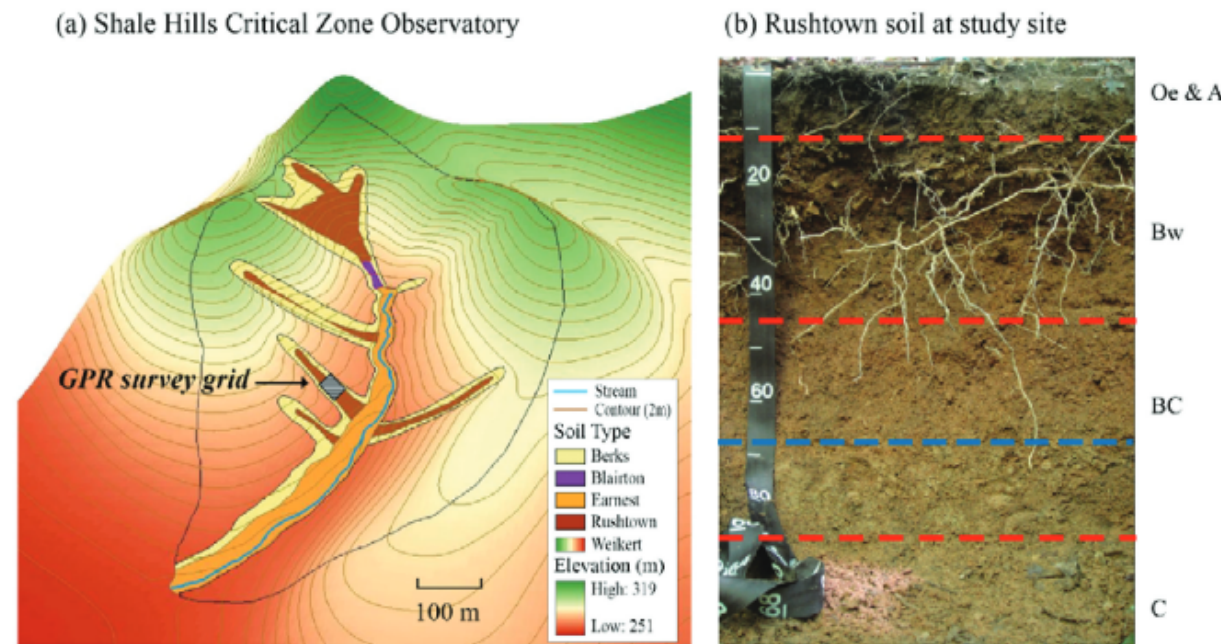 (a) Shale Hills Critical Zone Observatory
GPR survey grid
Stream
Contour (2m)
Soil Type
Berks
Blairton
Earnest
Rushtown
Weikert
Elevation (m)
High: 319
Low: 251
100 m
(b) Rushtown soil at study site
Oe & A
20
Bw
40
60
BC
80
68
C